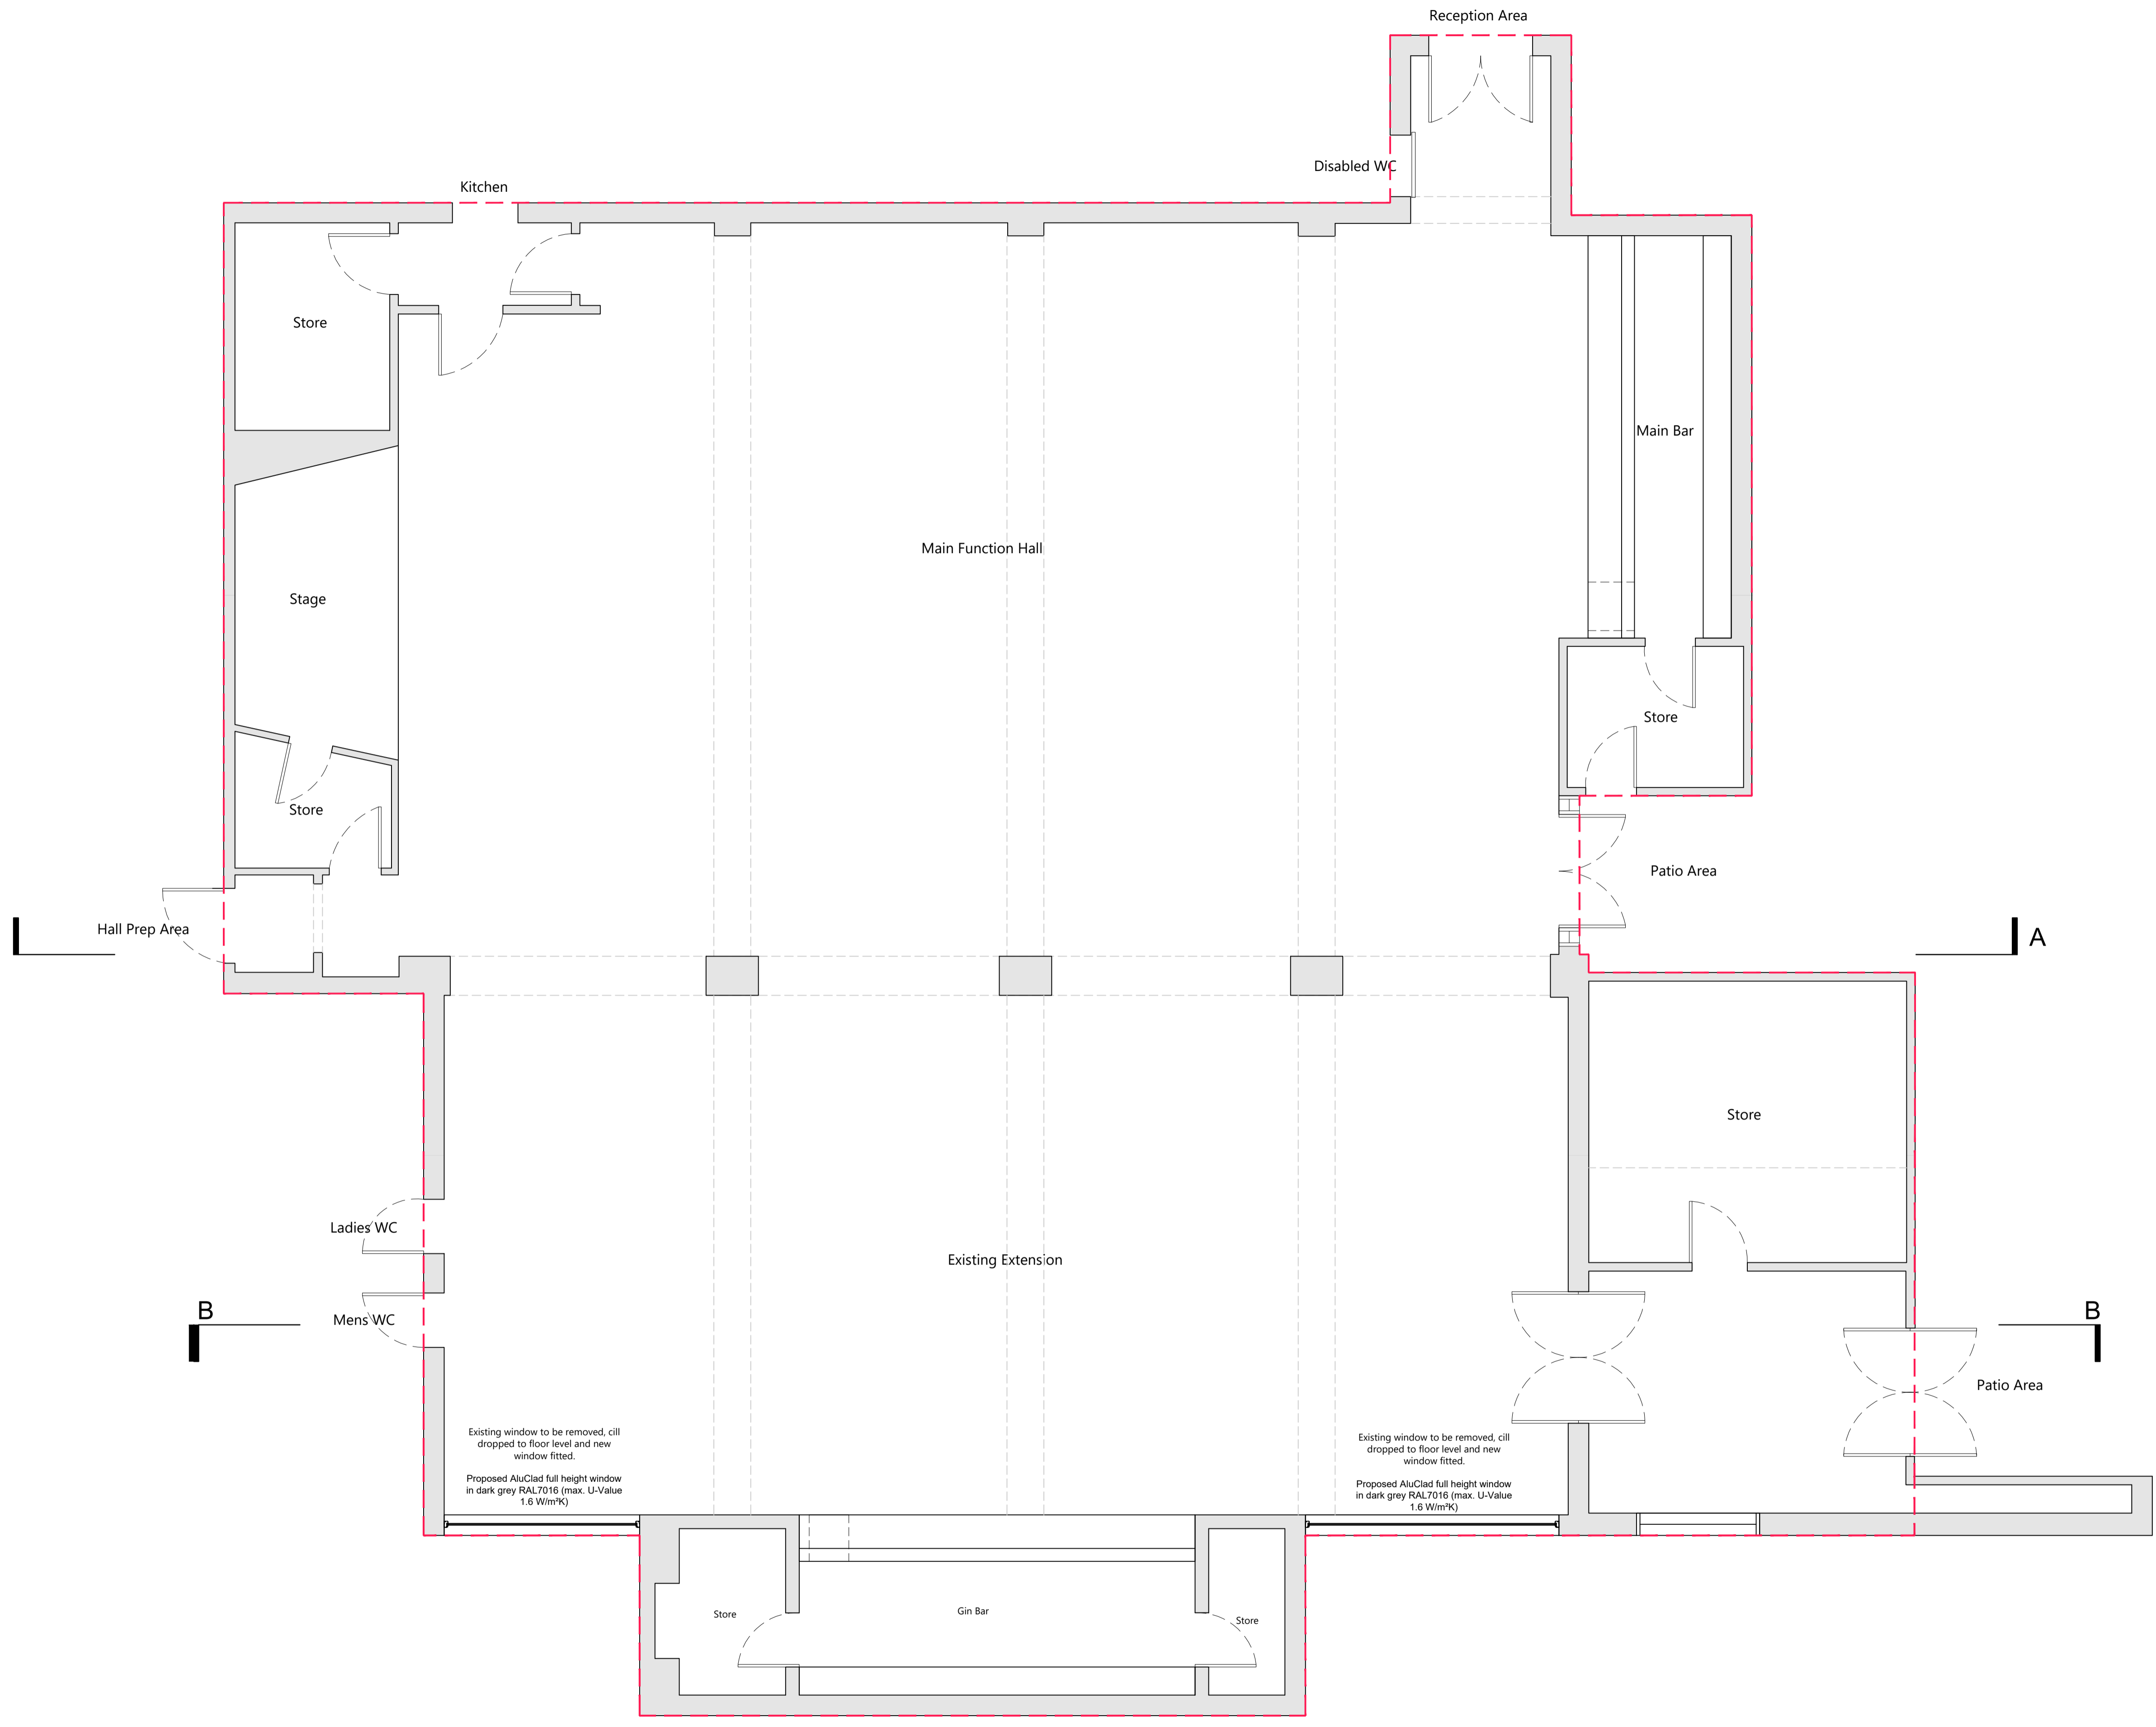 Reception Area
Disabled WC
Kitchen
Store
Main Bar
Main Function Hall
Stage
Store
Store
Patio Area
Hall Prep Area
A
Store
Ladies WC
Existing Extension
B
Mens WC
B
Patio Area
Existing window to be removed, cill
dropped to floor level and new
window fitted.
Proposed AluClad full height window
in dark grey RAL7016 (max. U-Value
1.6 W/m²K)
Existing window to be removed, cill
dropped to floor level and new
window fitted.
Proposed AluClad full height window
in dark grey RAL7016 (max. U-Value
1.6 W/m²K)
Store
Gin Bar
Store